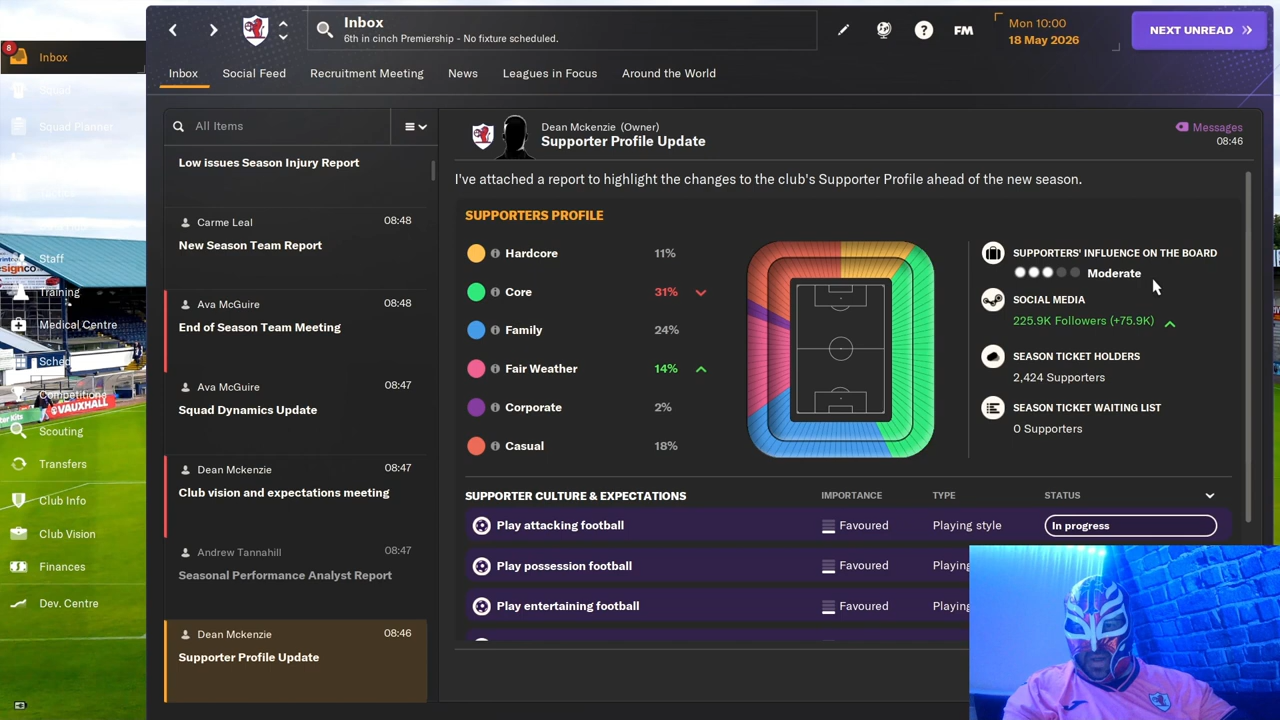 Inbox
6th in cinch Premiership - No fixture scheduled.
FM
Mon 10:00
18 May 2026
NEXT UNREAD
8
Inbox
Squad
Squad Planner
Staff
Training
Medical Centre
Sched
Competitions
Scouting
Transfers
Club Info
Club Vision
Finances
Dev. Centre
VAUXHALL
Inbox
Social Feed
Recruitment Meeting
News
Leagues in Focus
Around the World
All Items
Low issues Season Injury Report
Carme Leal 08:48
New Season Team Report
Ava McGuire 08:48
End of Season Team Meeting
Ava McGuire 08:47
Squad Dynamics Update
Dean Mckenzie 08:47
Club vision and expectations meeting
Andrew Tannahill 08:47
Seasonal Performance Analyst Report
Dean Mckenzie 08:46
Supporter Profile Update
Dean Mckenzie (Owner)
Supporter Profile Update
Messages
08:46
I've attached a report to highlight the changes to the club's Supporter Profile ahead of the new season.
SUPPORTERS PROFILE
Hardcore 11%
Core 31%
Family 24%
Fair Weather 14%
Corporate 2%
Casual 18%
SUPPORTERS' INFLUENCE ON THE BOARD
Moderate
SOCIAL MEDIA
225.9K Followers (+75.9K)
SEASON TICKET HOLDERS
2,424 Supporters
SEASON TICKET WAITING LIST
0 Supporters
SUPPORTER CULTURE & EXPECTATIONS IMPORTANCE TYPE STATUS
Play attacking football Favoured Playing style In progress
Play possession football Favoured Playing
Play entertaining football Favoured Playing